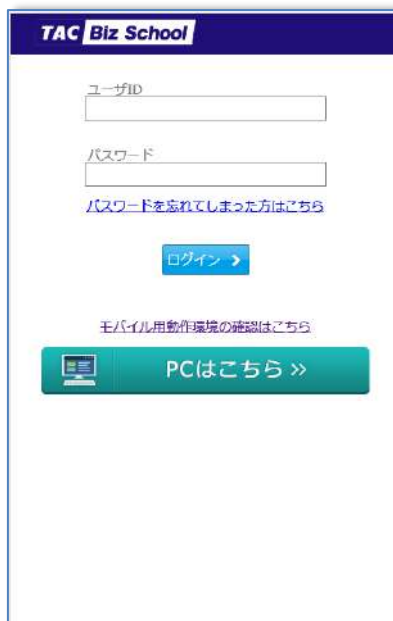 TAC Biz School
ユーザID
パスワード
パスワードを忘れてしまった方はこちら
ログイン
モバイル用動作環境の確認はこちら
PCはこちら »